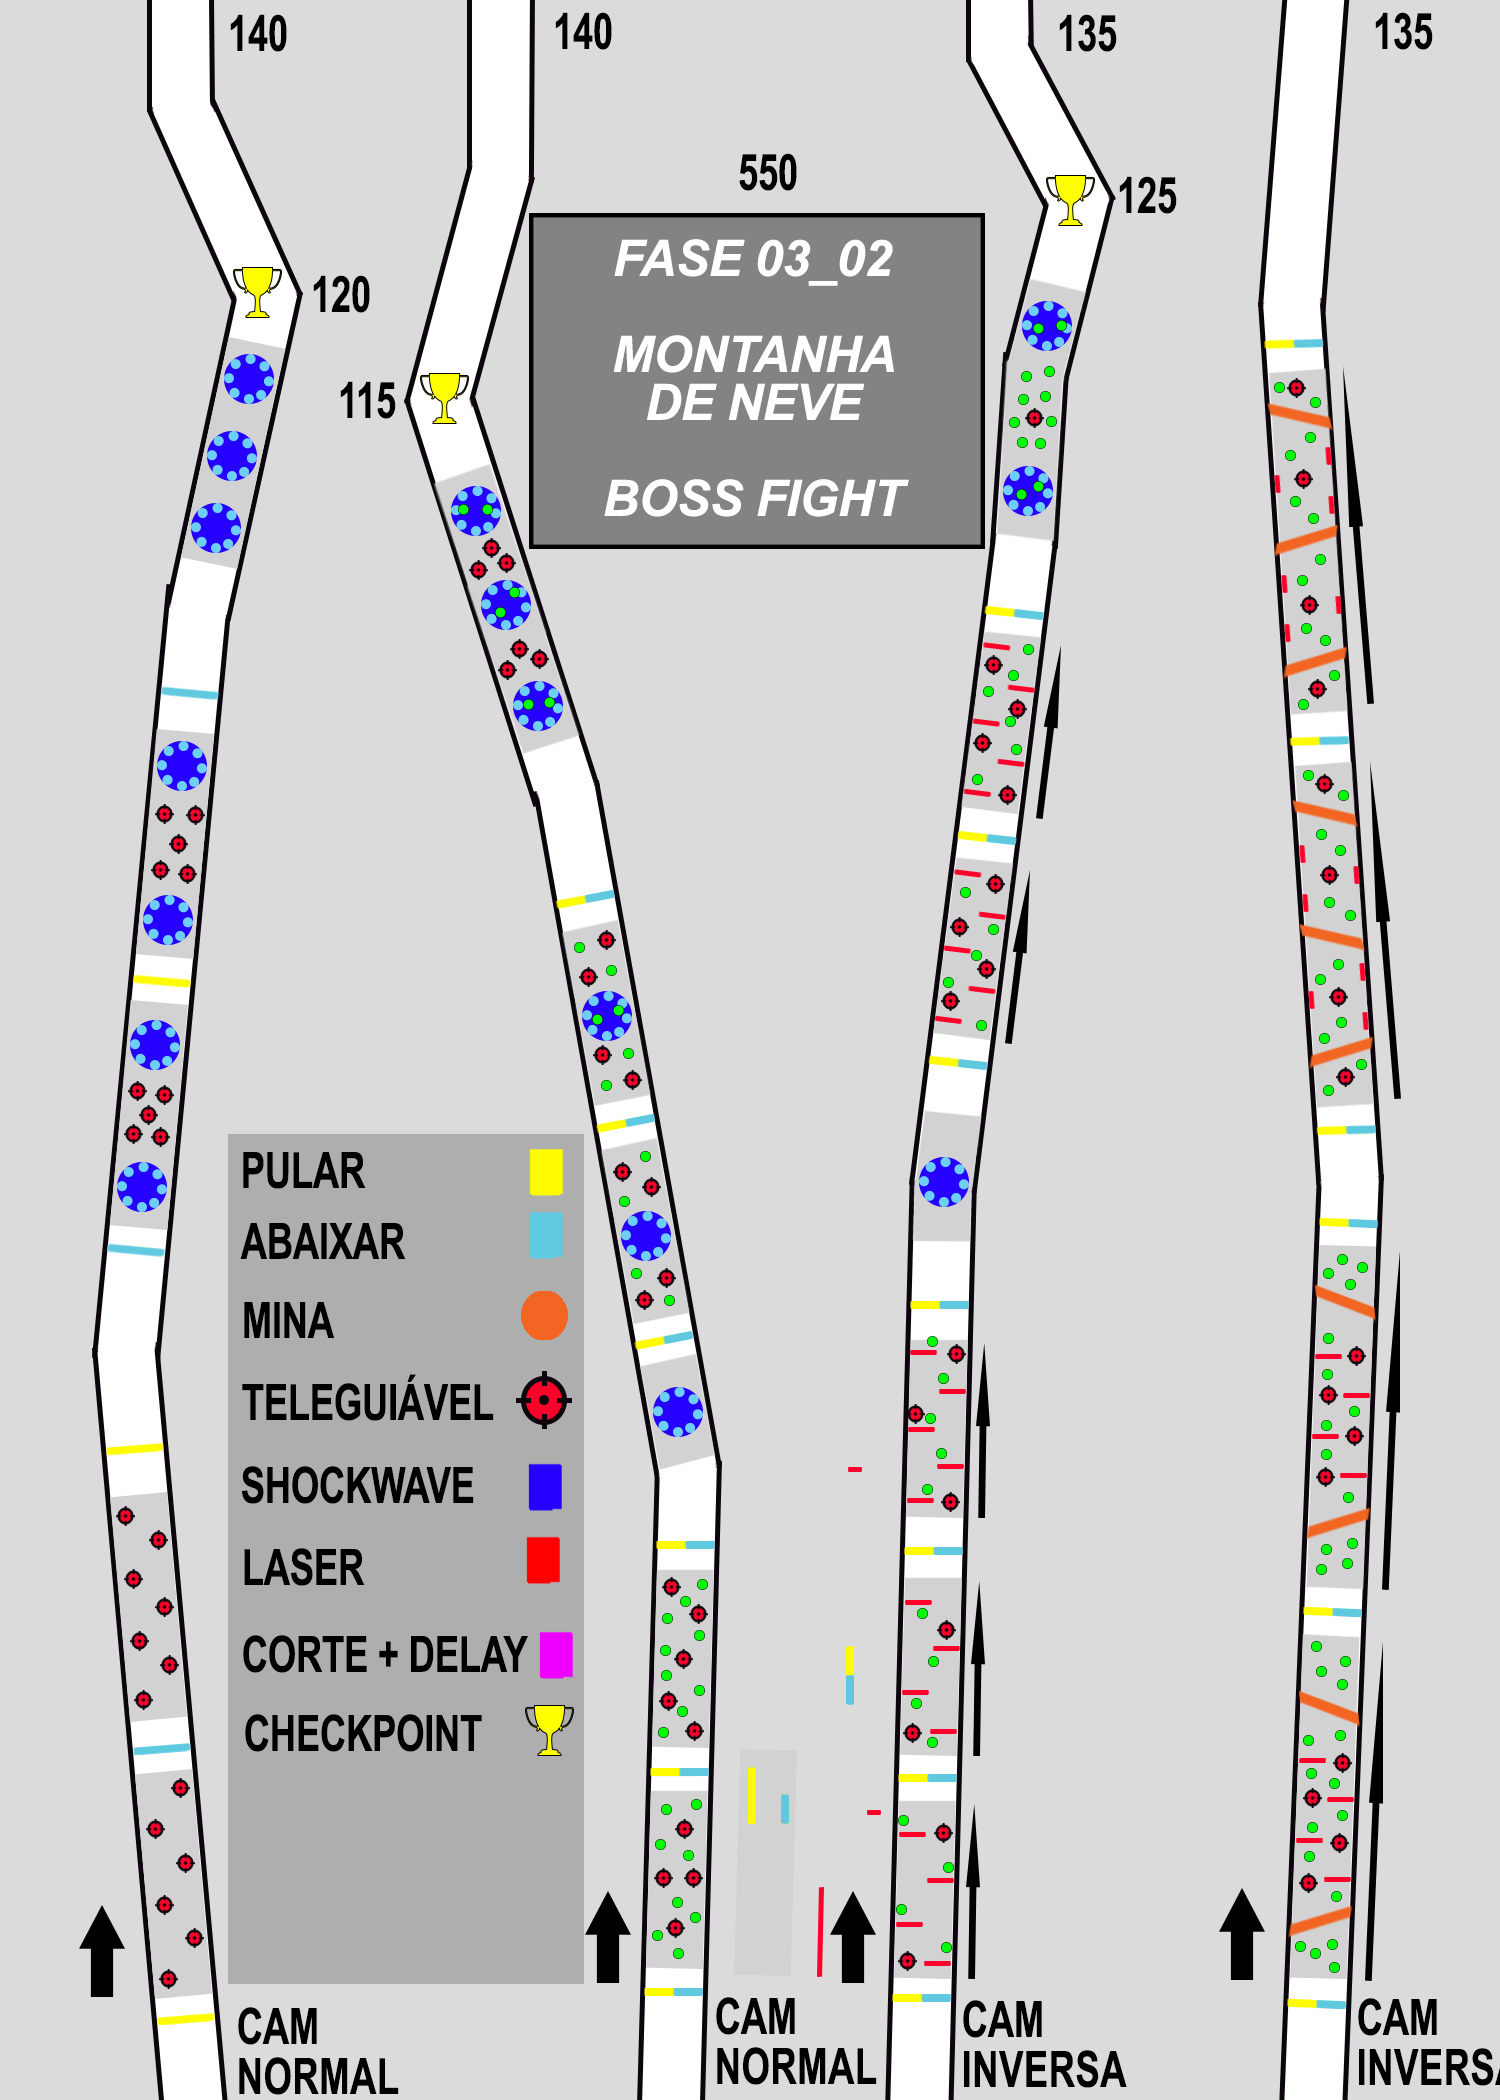 140
140
135
135
550
125
FASE 03_02
MONTANHA
DE NEVE
BOSS FIGHT
120
115
PULAR
ABAIXAR
MINA
TELEGUIÁVEL
SHOCKWAVE
LASER
CORTE + DELAY
CHECKPOINT
CAM
NORMAL
CAM
NORMAL
CAM
INVERSA
CAM
INVERSA